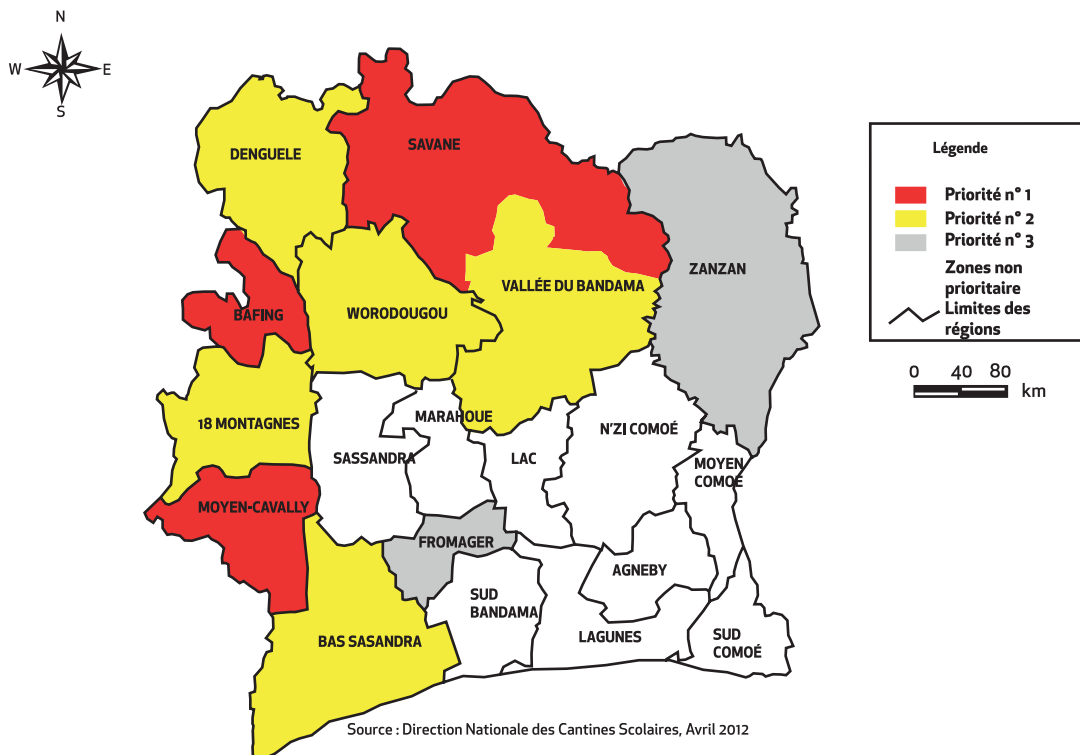 N
W
E
S
DENGUELE
SAVANE
ZANZAN
BAFING
WORODOUGOU
VALLÉE DU BANDAMA
18 MONTAGNES
MARAHOUE
SASSANDRA
LAC
N'ZI COMOÉ
MOYEN
COMOE
MOYEN-CAVALLY
FROMAGER
AGNEBY
SUD
BANDAMA
BAS SASANDRA
LAGUNES
SUD
COMOÉ
Légende
Priorité n° 1
Priorité n° 2
Priorité n° 3
Zones non
prioritaire
Limites des
régions
0 40 80
km
Source : Direction Nationale des Cantines Scolaires, Avril 2012